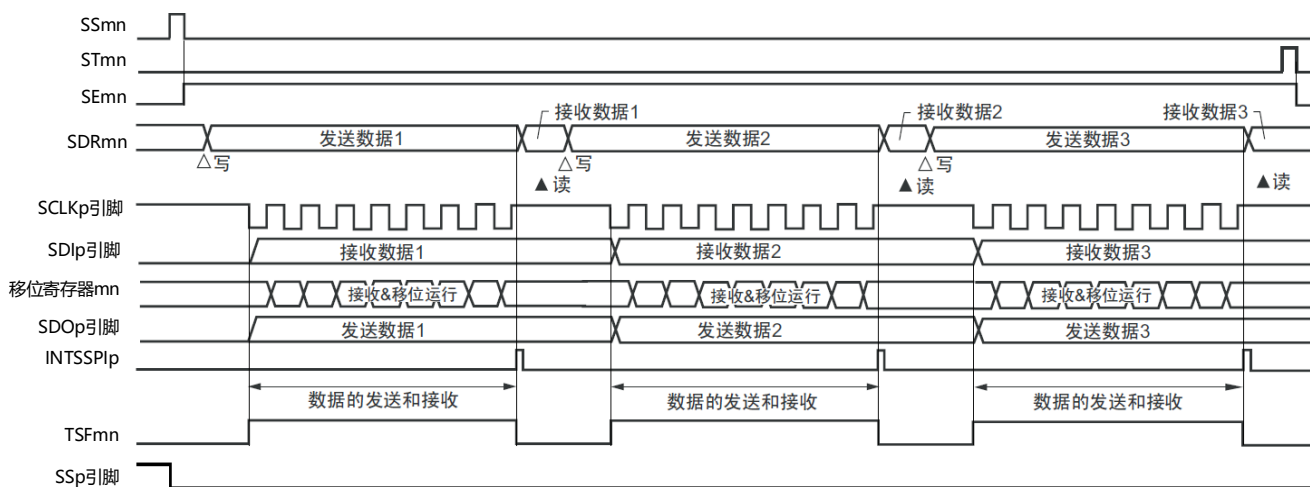 SSmn
STmn
SEmn
接收数据1 接收数据2 接收数据3
SDRmn 发送数据1 发送数据2 发送数据3
△写 △写 △写
▲读 ▲读 ▲读
SCLKp引脚
SDIp引脚 接收数据1 接收数据2 接收数据3
移位寄存器mn 接收&移位运行 接收&移位运行 接收&移位运行
SDOp引脚 发送数据1 发送数据2 发送数据3
INTSSPIp
数据的发送和接收 数据的发送和接收 数据的发送和接收
TSFmn
SSp引脚